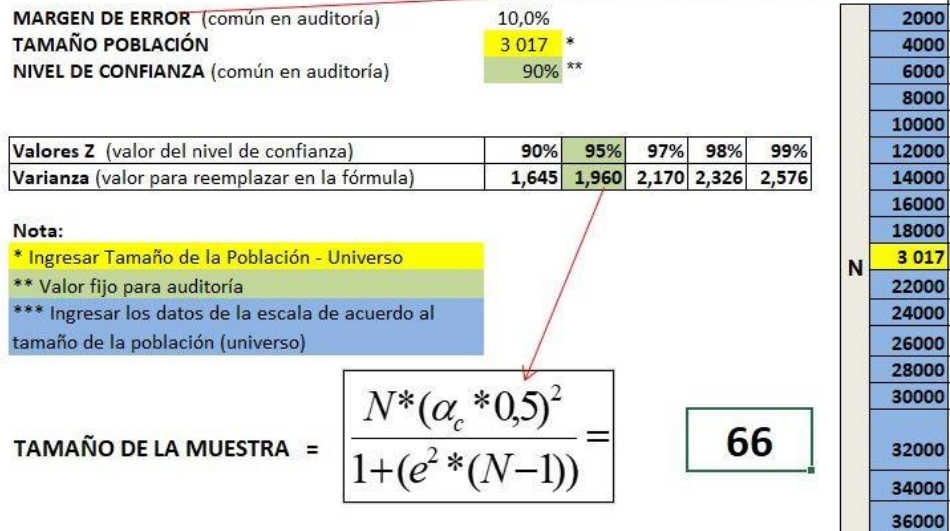 MARGEN DE ERROR (común en auditoría) 10,0%
TAMAÑO POBLACIÓN 3 017 *
NIVEL DE CONFIANZA (común en auditoría) 90% **
Valores Z (valor del nivel de confianza) 90% 95% 97% 98% 99%
Varianza (valor para reemplazar en la fórmula) 1,645 1,960 2,170 2,326 2,576
Nota:
* Ingresar Tamaño de la Población - Universo
** Valor fijo para auditoría
*** Ingresar los datos de la escala de acuerdo al
tamaño de la población (universo)
TAMAÑO DE LA MUESTRA =
N*(α_c*0,5)²
1+(e²*(N−1))
=
66
N
2000
4000
6000
8000
10000
12000
14000
16000
18000
3 017
22000
24000
26000
28000
30000
32000
34000
36000